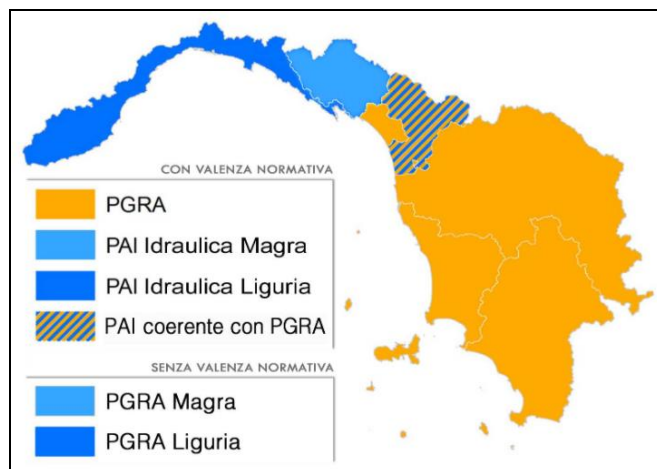 CON VALENZA NORMATIVA
PGRA
PAI Idraulica Magra
PAI Idraulica Liguria
PAI coerente con PGRA
SENZA VALENZA NORMATIVA
PGRA Magra
PGRA Liguria